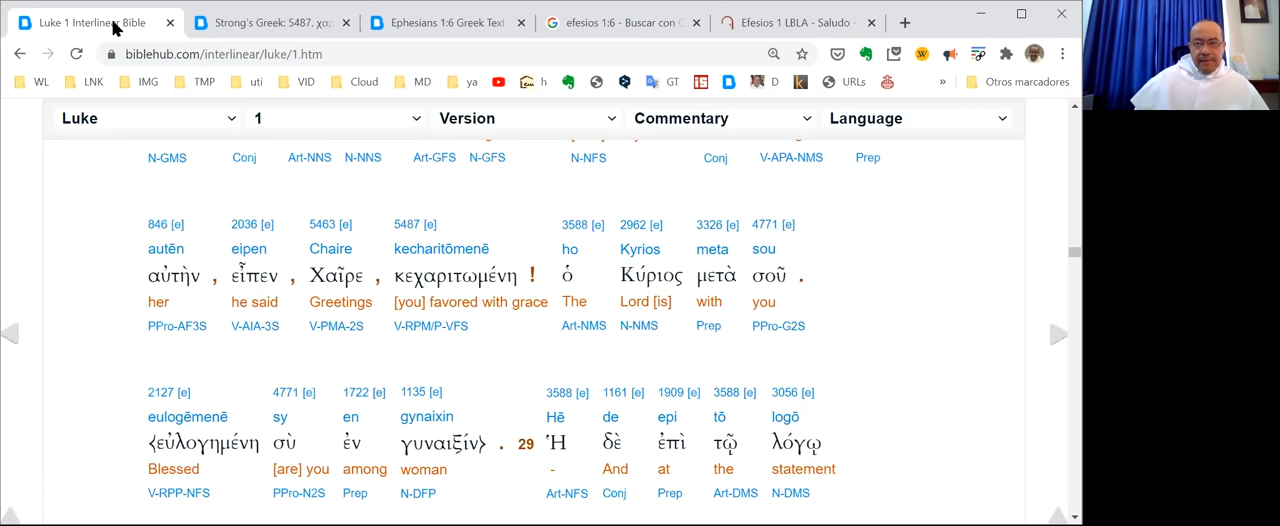 Luke 1 Interlinear Bible
Strong's Greek: 5487. χα
Ephesians 1:6 Greek Text
efesios 1:6 - Buscar con G
Efesios 1 LBLA - Saludo -
biblehub.com/interlinear/luke/1.htm
WL LNK IMG TMP uti VID Cloud MD ya h GT D URLs » Otros marcadores
Luke 1 Version Commentary Language
N-GMS Conj Art-NNS N-NNS Art-GFS N-GFS N-NFS Conj V-APA-NMS Prep
846 [e] 2036 [e] 5463 [e] 5487 [e] 3588 [e] 2962 [e] 3326 [e] 4771 [e]
autēn eipen Chaire kecharitōmenē ho Kyrios meta sou
αὐτὴν , εἶπεν , Χαῖρε , κεχαριτωμένη ! ὁ Κύριος μετὰ σοῦ .
her he said Greetings [you] favored with grace The Lord [is] with you
PPro-AF3S V-AIA-3S V-PMA-2S V-RPM/P-VFS Art-NMS N-NMS Prep PPro-G2S
2127 [e] 4771 [e] 1722 [e] 1135 [e] 3588 [e] 1161 [e] 1909 [e] 3588 [e] 3056 [e]
eulogēmenē sy en gynaixin Hē de epi tō logō
⟨εὐλογημένη σὺ ἐν γυναιξίν⟩ . 29 Ἡ δὲ ἐπὶ τῷ λόγῳ
Blessed [are] you among woman - And at the statement
V-RPP-NFS PPro-N2S Prep N-DFP Art-NFS Conj Prep Art-DMS N-DMS